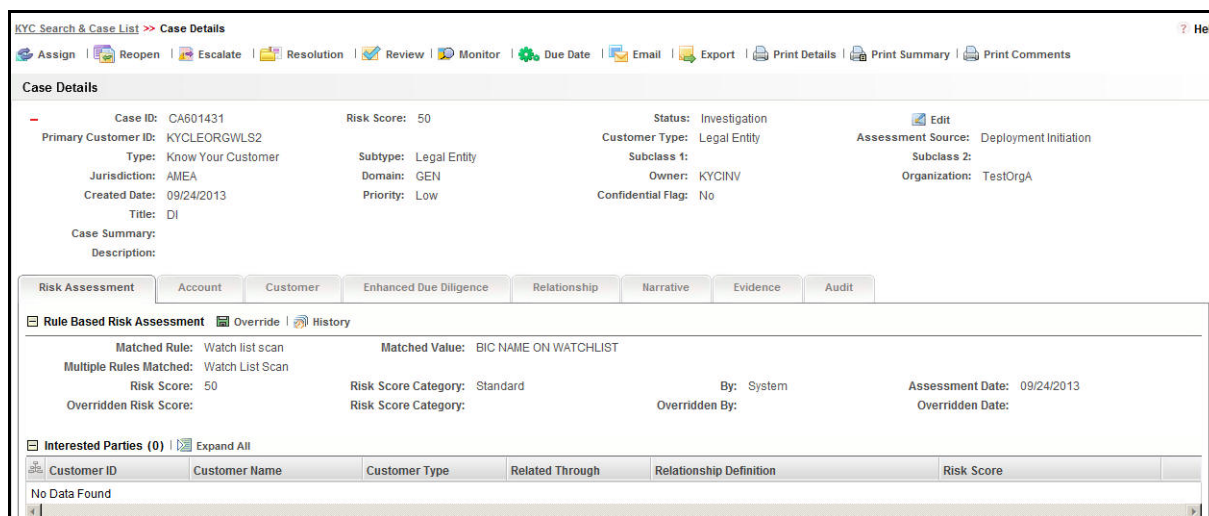 KYC Search & Case List >> Case Details ? Hel
Assign | Reopen | Escalate | Resolution | Review | Monitor | Due Date | Email | Export | Print Details | Print Summary | Print Comments
Case Details
Case ID: CA601431 Risk Score: 50 Status: Investigation Edit
Primary Customer ID: KYCLEORGWLS2 Customer Type: Legal Entity Assessment Source: Deployment Initiation
Type: Know Your Customer Subtype: Legal Entity Subclass 1: Subclass 2:
Jurisdiction: AMEA Domain: GEN Owner: KYCINV Organization: TestOrgA
Created Date: 09/24/2013 Priority: Low Confidential Flag: No
Title: DI
Case Summary:
Description:
Risk Assessment Account Customer Enhanced Due Diligence Relationship Narrative Evidence Audit
Rule Based Risk Assessment Override | History
Matched Rule: Watch list scan Matched Value: BIC NAME ON WATCHLIST
Multiple Rules Matched: Watch List Scan
Risk Score: 50 Risk Score Category: Standard By: System Assessment Date: 09/24/2013
Overridden Risk Score: Risk Score Category: Overridden By: Overridden Date:
Interested Parties (0) | Expand All
Customer ID Customer Name Customer Type Related Through Relationship Definition Risk Score
No Data Found